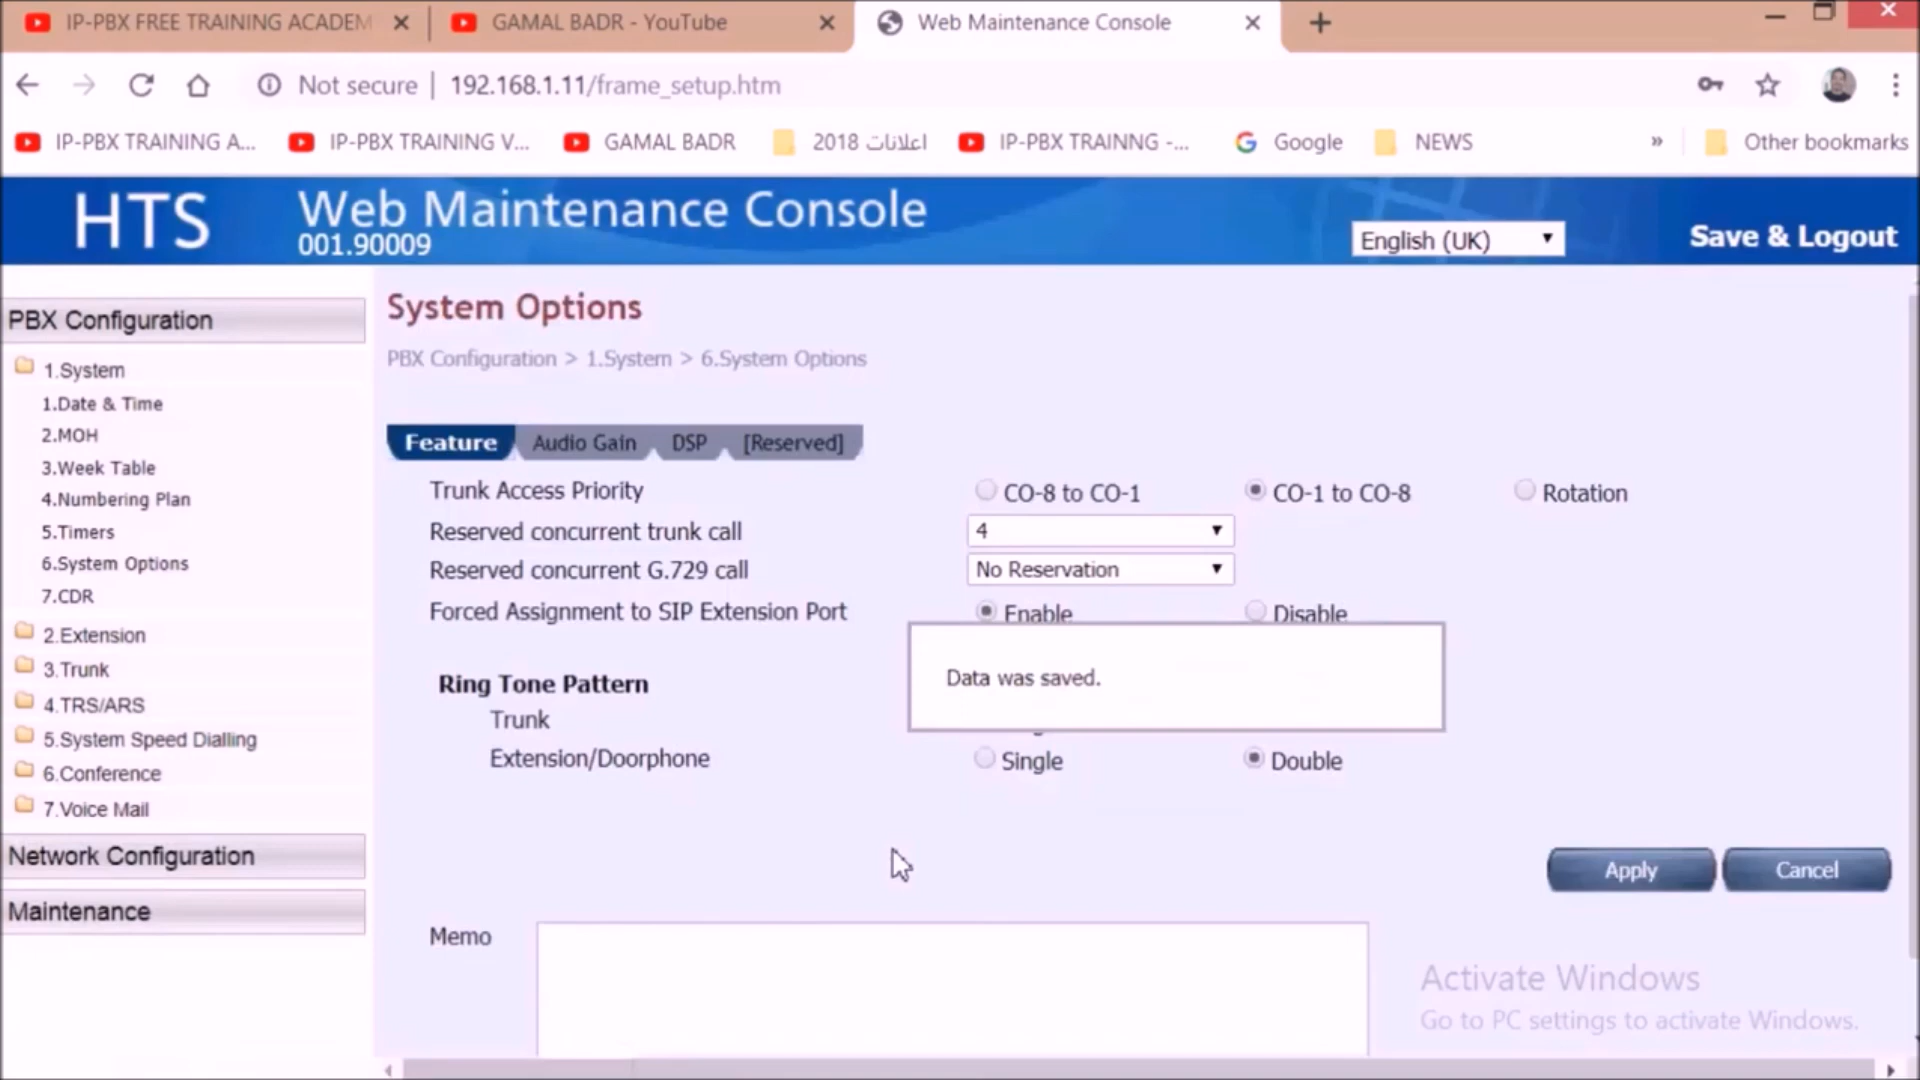 IP-PBX FREE TRAINING ACADEM
GAMAL BADR - YouTube
Web Maintenance Console
Not secure
192.168.1.11/frame_setup.htm
IP-PBX TRAINING A...
IP-PBX TRAINING V...
GAMAL BADR
اعلانات 2018
IP-PBX TRAINNG -...
Google
NEWS
»
Other bookmarks
HTS
Web Maintenance Console
001.90009
English (UK)
Save & Logout
PBX Configuration
1.System
1.Date & Time
2.MOH
3.Week Table
4.Numbering Plan
5.Timers
6.System Options
7.CDR
2.Extension
3.Trunk
4.TRS/ARS
5.System Speed Dialling
6.Conference
7.Voice Mail
Network Configuration
Maintenance
System Options
PBX Configuration > 1.System > 6.System Options
Feature
Audio Gain
DSP
[Reserved]
Trunk Access Priority
CO-8 to CO-1
CO-1 to CO-8
Rotation
Reserved concurrent trunk call
4
Reserved concurrent G.729 call
No Reservation
Forced Assignment to SIP Extension Port
Enable
Disable
Data was saved.
Ring Tone Pattern
Trunk
Extension/Doorphone
Single
Double
Apply
Cancel
Memo
Activate Windows
Go to PC settings to activate Windows.